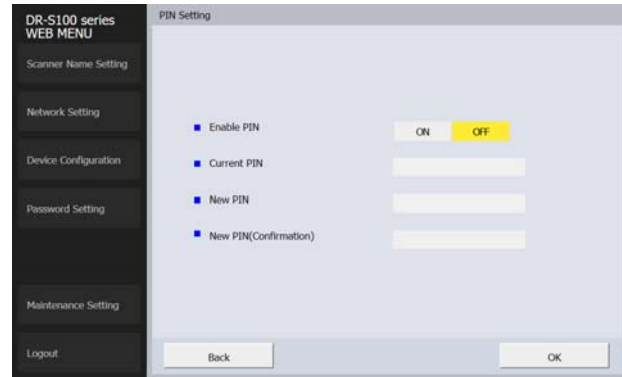 DR-S100 series
WEB MENU
Scanner Name Setting
Network Setting
Device Configuration
Password Setting
Maintenance Setting
Logout
PIN Setting
Enable PIN
ON OFF
Current PIN
New PIN
New PIN(Confirmation)
Back
OK